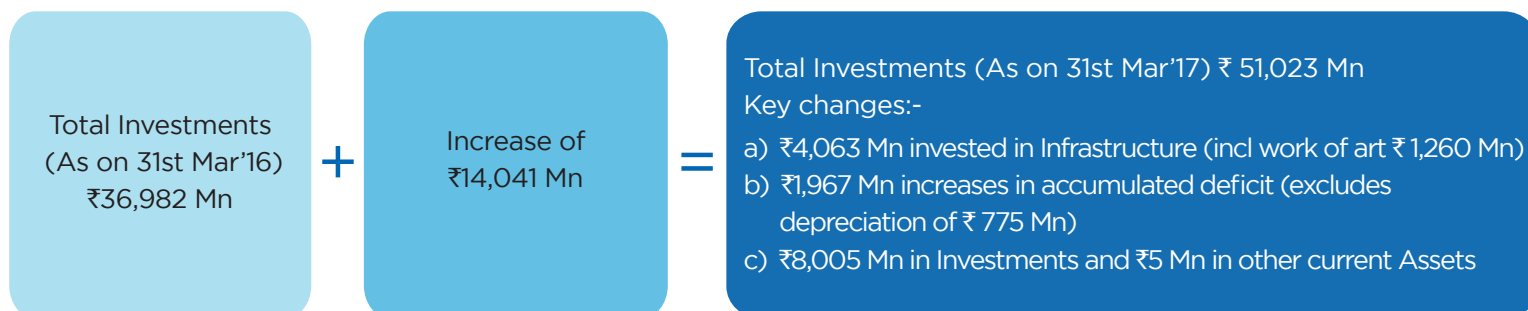 Total Investments
(As on 31st Mar’16)
₹36,982 Mn
+
Increase of
₹14,041 Mn
=
Total Investments (As on 31st Mar’17) ₹ 51,023 Mn
Key changes:-
a) ₹4,063 Mn invested in Infrastructure (incl work of art ₹ 1,260 Mn)
b) ₹1,967 Mn increases in accumulated deficit (excludes
depreciation of ₹ 775 Mn)
c) ₹8,005 Mn in Investments and ₹5 Mn in other current Assets